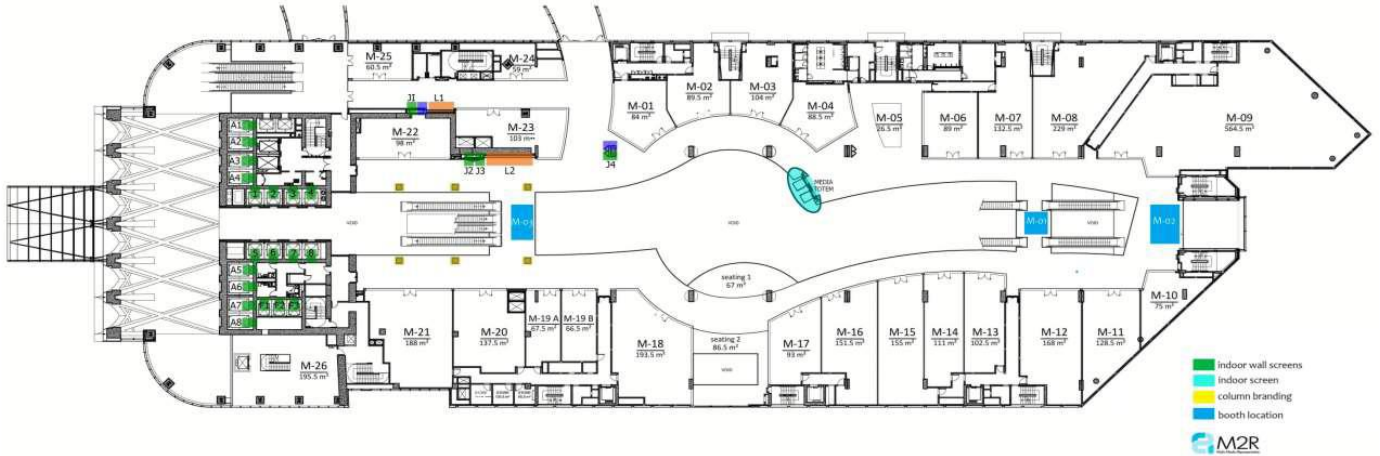 M-25
60.5 m²
M-24
59 m²
J1
L1
M-22
98 m²
M-23
103 m²
J2 J3
L2
J4
M-01
84 m²
M-02
89.5 m²
M-03
104 m²
M-04
88.5 m²
M-05
26.5 m²
M-06
89 m²
M-07
132.5 m²
M-08
229 m²
M-09
564.5 m²
A1
A2
A3
A4
MEDIA
TOTEM
VOID
M-03
VOID
M-01
VOID
M-02
A5
A6
A7
A8
seating 1
67 m²
M-10
75 m²
M-26
195.5 m²
M-21
188 m²
M-20
137.5 m²
M-19 A
67.5 m²
M-19 B
66.5 m²
M-18
193.5 m²
seating 2
86.5 m²
VOID
M-17
93 m²
M-16
151.5 m²
M-15
155 m²
M-14
111 m²
M-13
102.5 m²
M-12
168 m²
M-11
128.5 m²
indoor wall screens
indoor screen
column branding
booth location
M2R